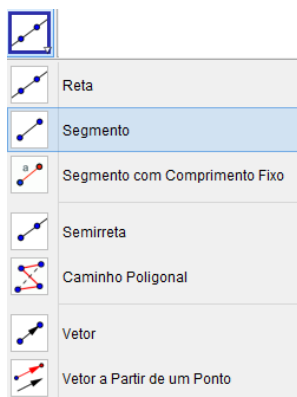 Reta
Segmento
a
Segmento com Comprimento Fixo
Semirreta
Caminho Poligonal
Vetor
Vetor a Partir de um Ponto